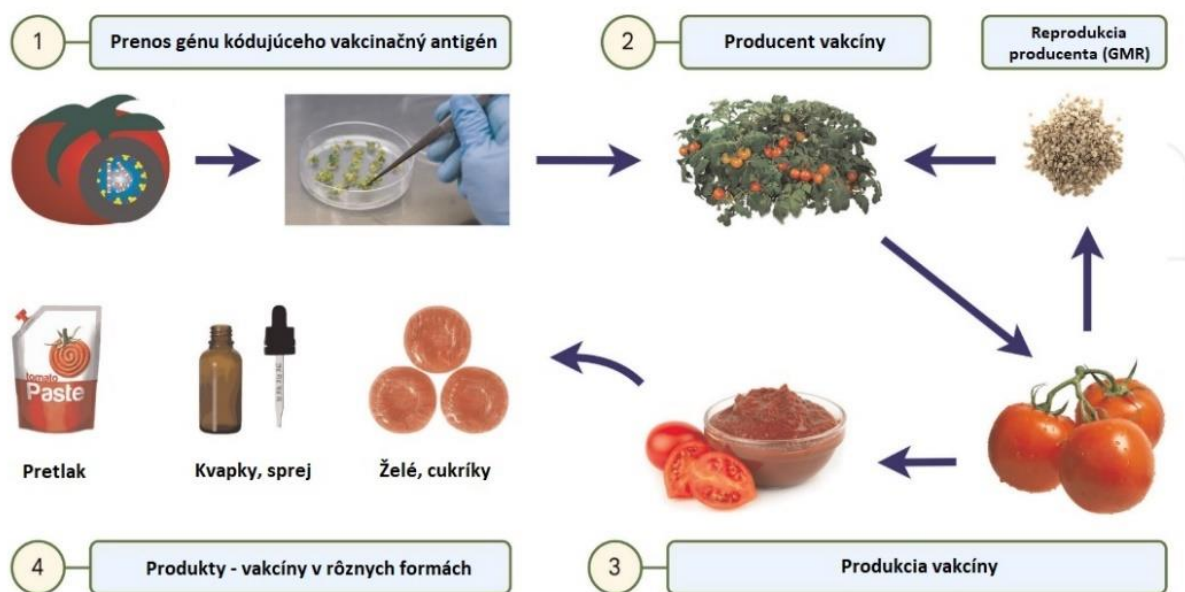 1
Prenos génu kódujúceho vakcinačný antigén
2
Producent vakcíny
Reprodukcia
producenta (GMR)
tomato
Paste
Pretlak
Kvapky, sprej
Želé, cukríky
4
Produkty - vakcíny v rôznych formách
3
Produkcia vakcíny